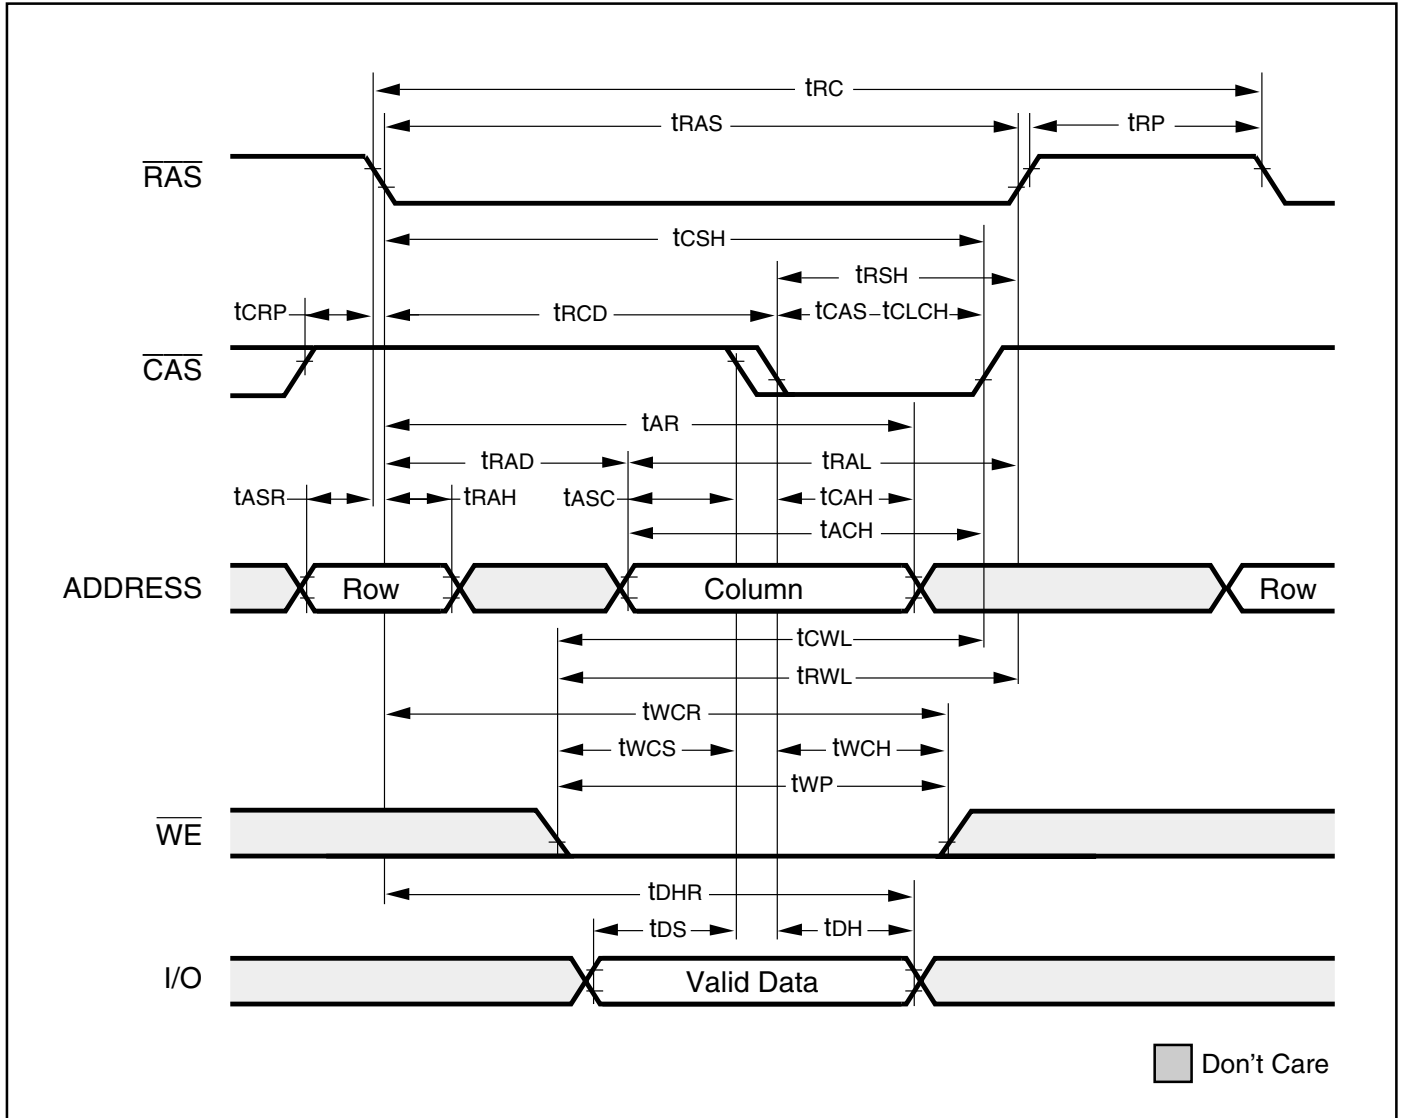 tRC
tRAS
tRP
RAS
tCSH
tRSH
tCRP
tRCD
tCAS tCLCH
CAS
tAR
tRAD
tRAL
tASR
tRAH
tASC
tCAH
tACH
ADDRESS
Row
Column
Row
tCWL
tRWL
tWCR
tWCS
tWCH
tWP
WE
tDHR
tDS
tDH
I/O
Valid Data
Don't Care